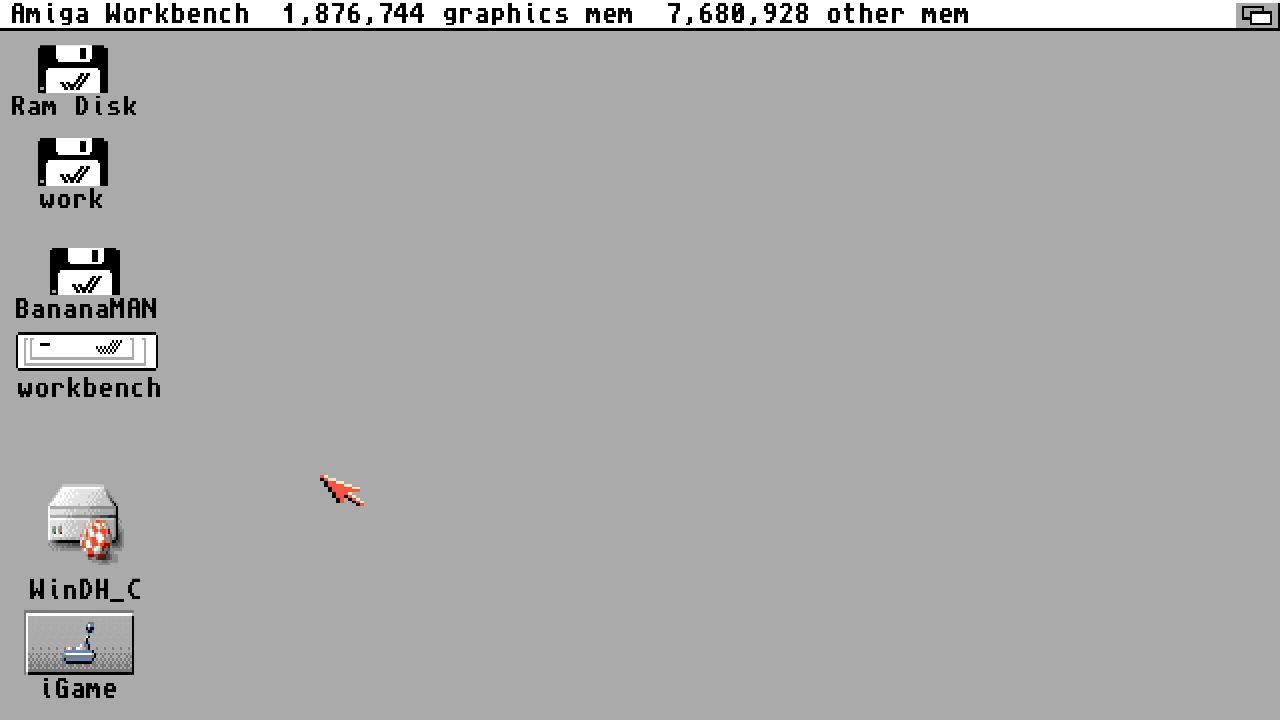 Amiga Workbench  1,876,744 graphics mem  7,680,928 other mem
Ram Disk
work
BananaMAN
workbench
WinDH_C
iGame